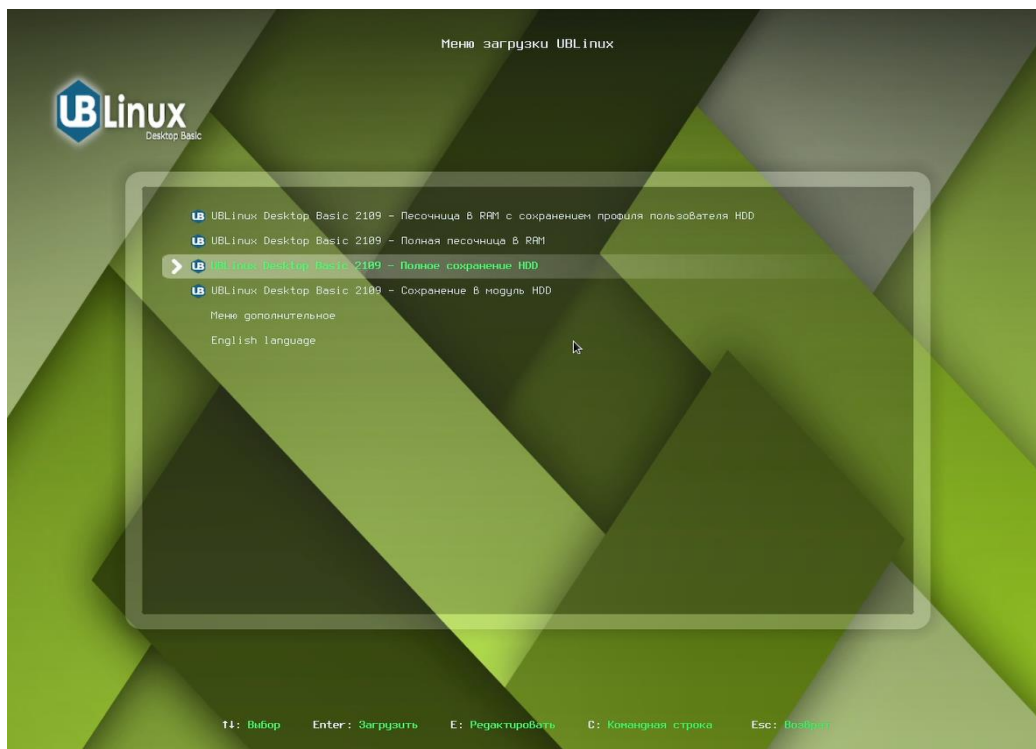 Меню загрузки UBLinux
UBLinux
Desktop Basic
UBLinux Desktop Basic 2109 - Песочница в RAM с сохранением профиля пользователя HDD
UBLinux Desktop Basic 2109 - Полная песочница в RAM
UBLinux Desktop Basic 2109 - Полное сохранение HDD
UBLinux Desktop Basic 2109 - Сохранение в модуль HDD
Меню дополнительное
English language
↑↓: Выбор Enter: Загрузить E: Редактировать C: Командная строка Esc: Возврат